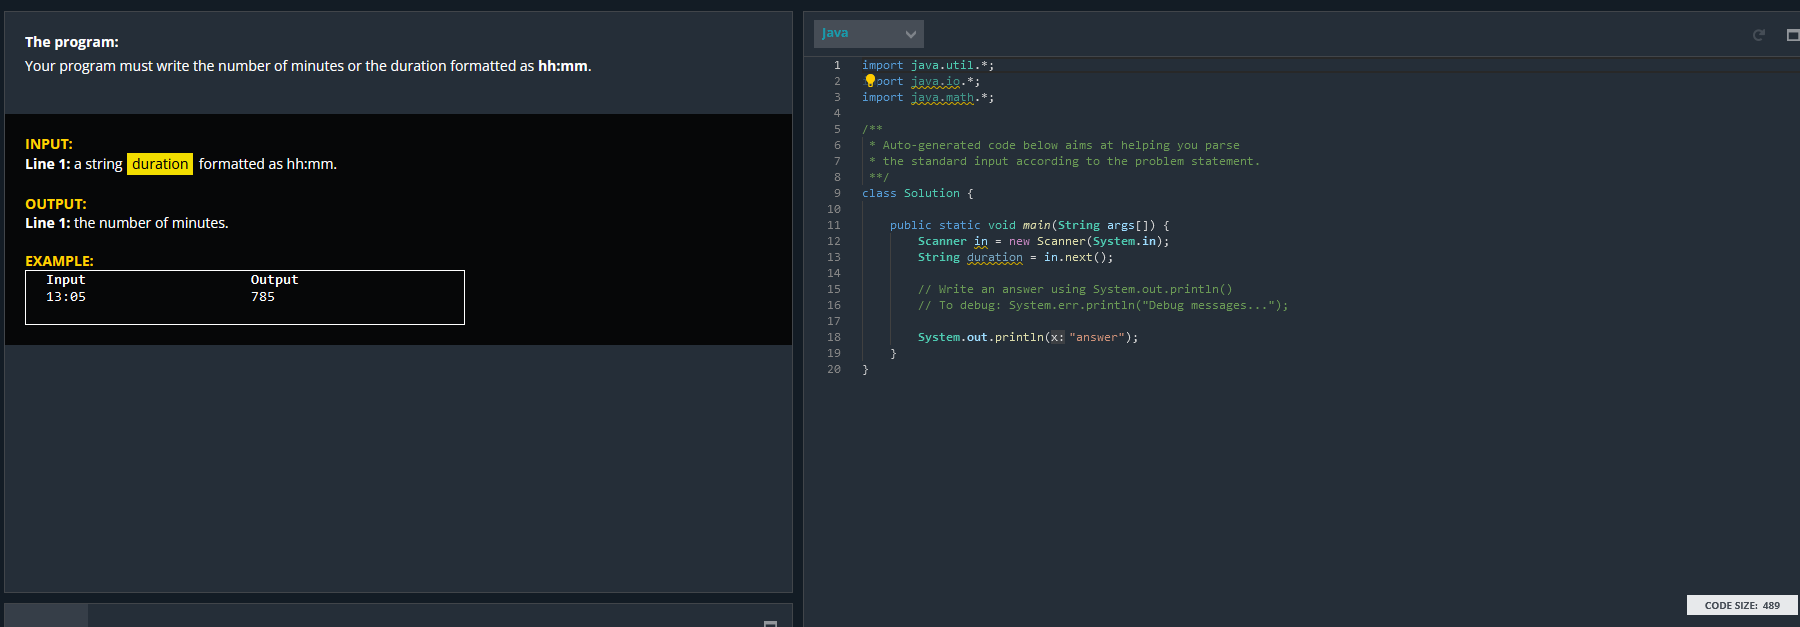 The program:
Your program must write the number of minutes or the duration formatted as hh:mm.
INPUT:
Line 1: a string duration formatted as hh:mm.
OUTPUT:
Line 1: the number of minutes.
EXAMPLE:
Input Output
13:05 785
Java
1 import java.util.*;
2 port java.io.*;
3 import java.math.*;
4
5 /**
6 * Auto-generated code below aims at helping you parse
7 * the standard input according to the problem statement.
8 **/
9 class Solution {
10
11 public static void main(String args[]) {
12 Scanner in = new Scanner(System.in);
13 String duration = in.next();
14
15 // Write an answer using System.out.println()
16 // To debug: System.err.println("Debug messages...");
17
18 System.out.println(x: "answer");
19 }
20 }
CODE SIZE: 489